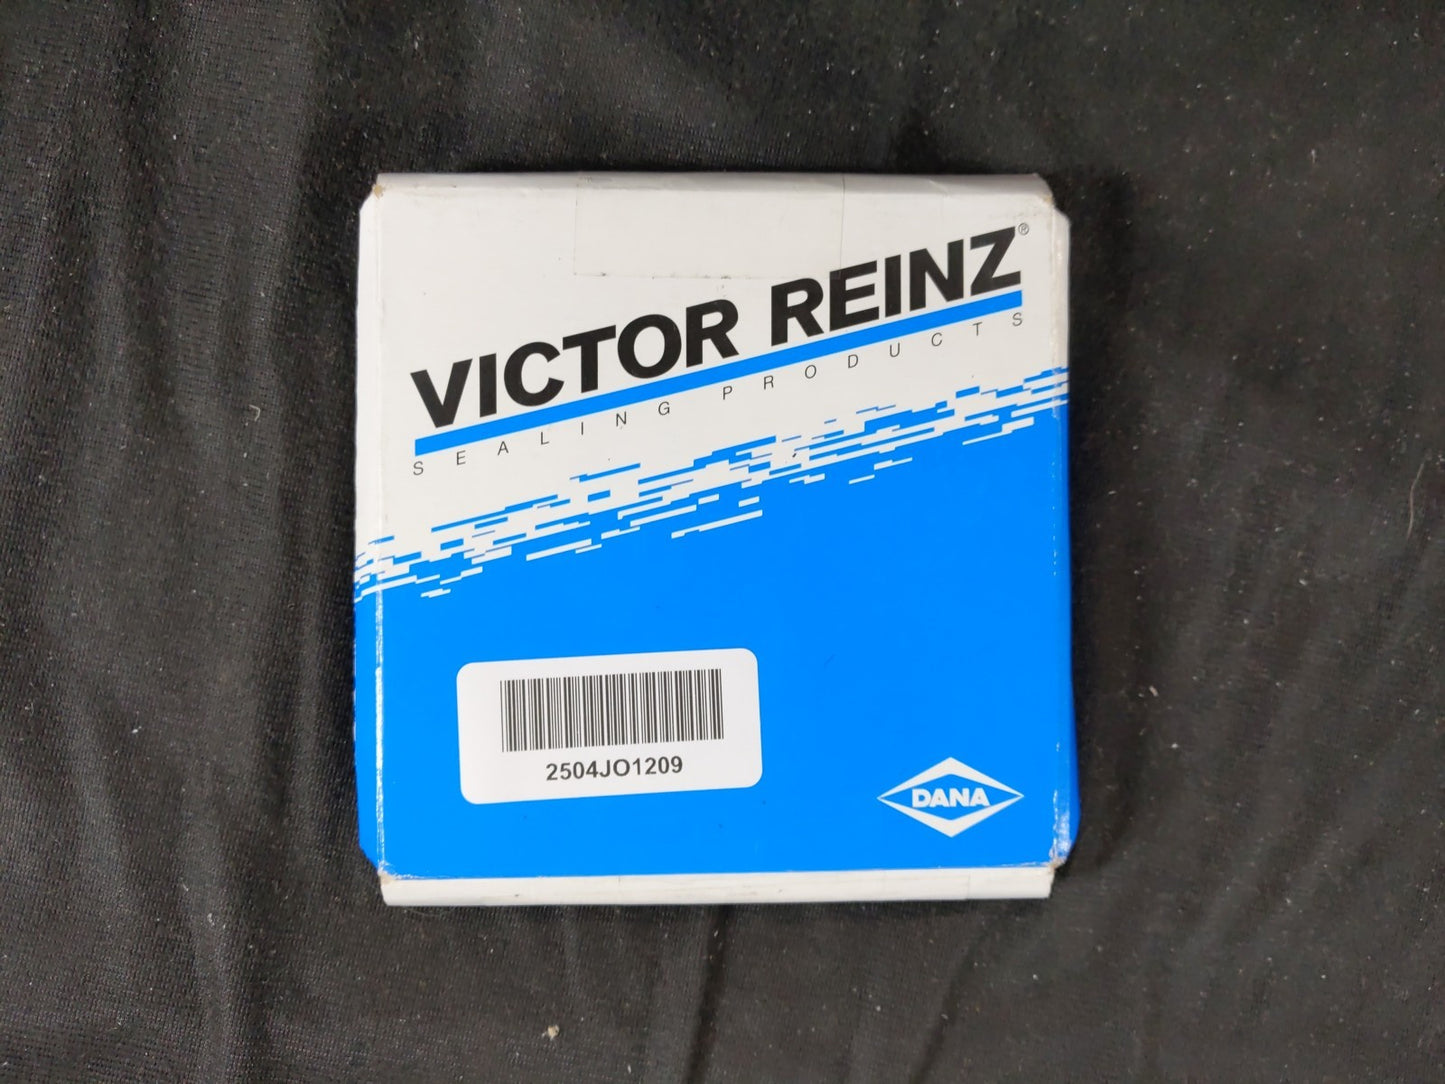 VICTOR REINZ®
SEALING PRODUCTS
2504JO1209
DANA